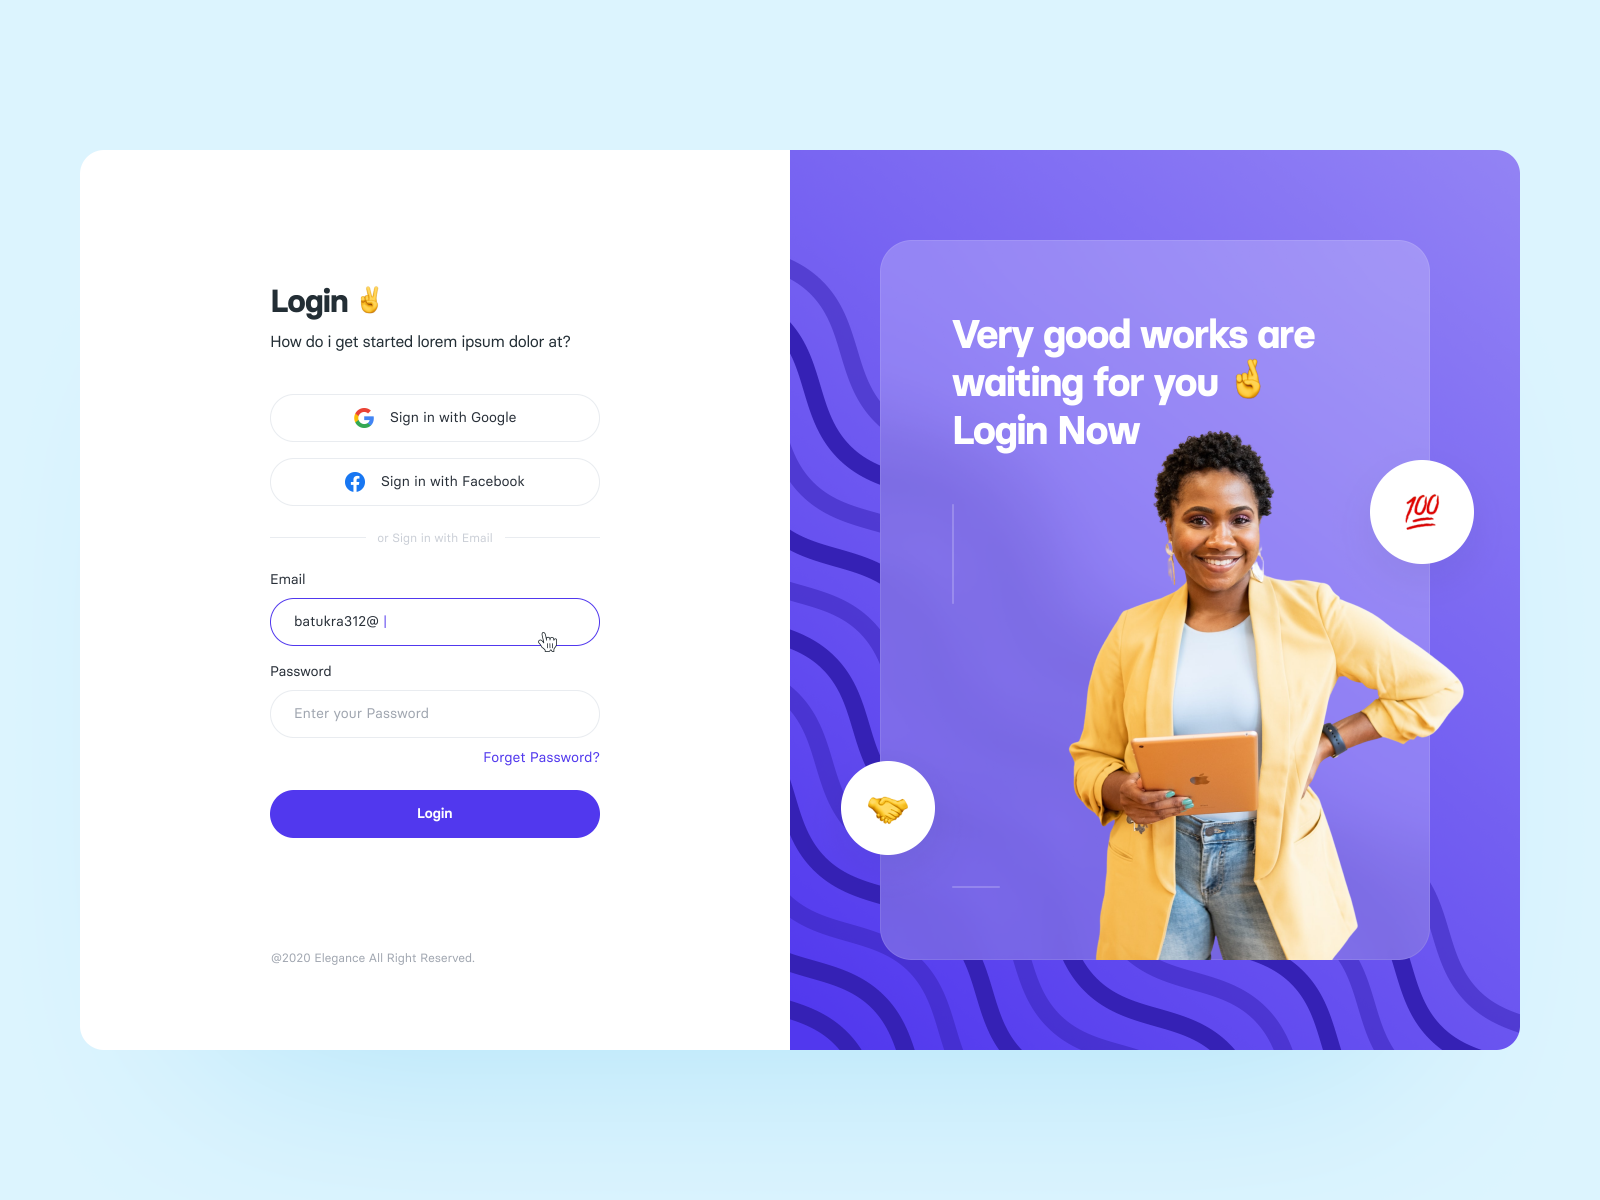 Login ✌️
How do i get started lorem ipsum dolor at?
Sign in with Google
Sign in with Facebook
or Sign in with Email
Email
batukra312@
Password
Enter your Password
Forget Password?
Login
@2020 Elegance All Right Reserved.
Very good works are
waiting for you 🤞
Login Now
💯